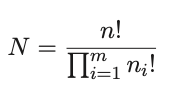 N = \frac{n!}{\prod_{i=1}^{m} n_i!}